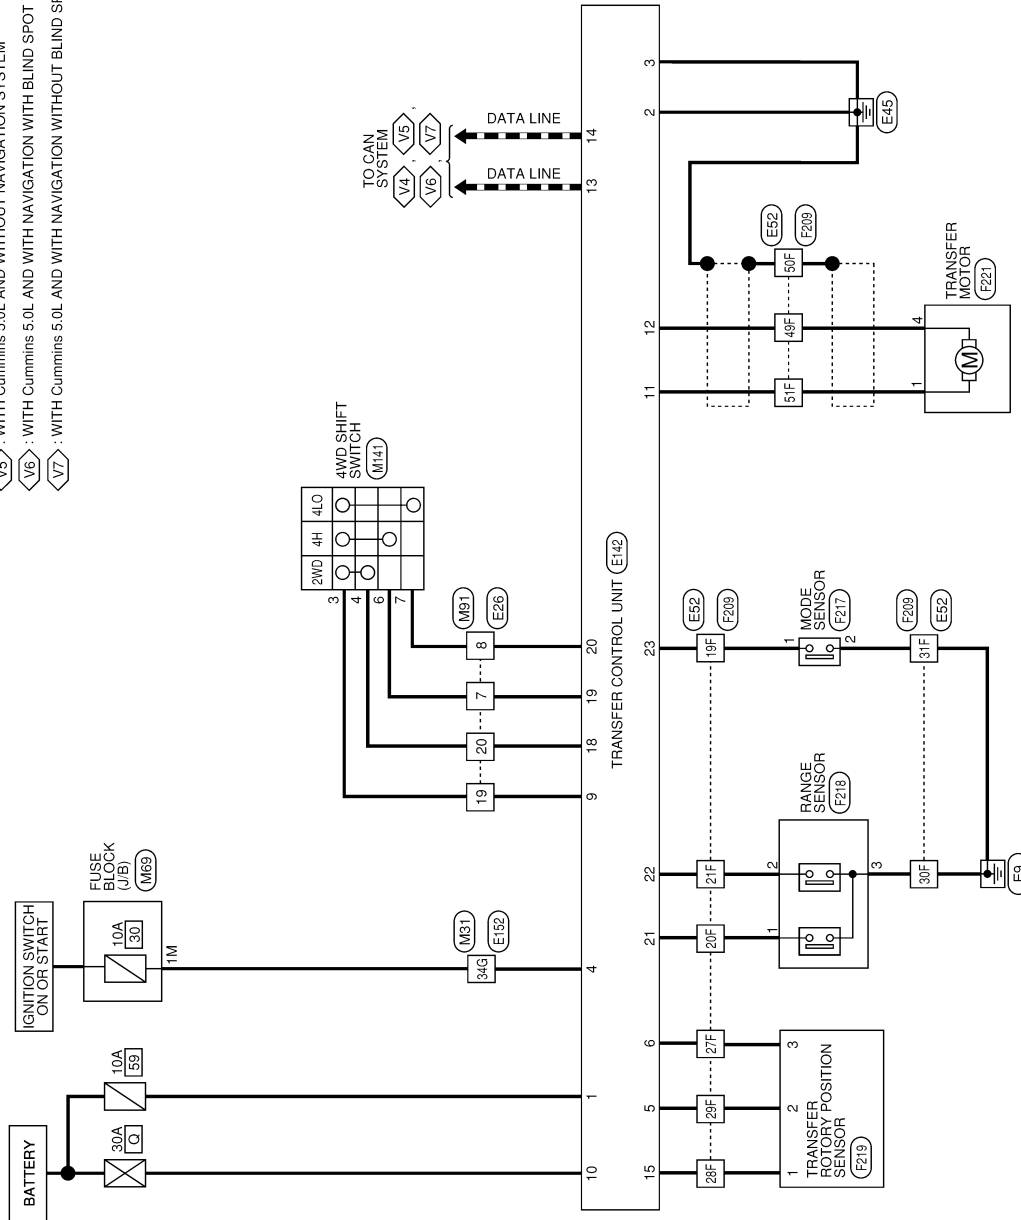 V5 : WITH Cummins 5.0L AND WITHOUT NAVIGATION SYSTEM
V6 : WITH Cummins 5.0L AND WITH NAVIGATION WITH BLIND SPOT
V7 : WITH Cummins 5.0L AND WITH NAVIGATION WITHOUT BLIND
BATTERY
30A
Q
10A
59
IGNITION SWITCH
ON OR START
FUSE
BLOCK
(J/B)
M69
10A
30
1M
M31
E152
34G
4WD SHIFT
SWITCH
M141
2WD
4H
4LO
3
4
6
7
M91
E26
19
20
7
8
TO CAN
SYSTEM
V4 , V5 ,
V6 , V7
DATA LINE
DATA LINE
10
1
4
9
18
19
20
13
14
TRANSFER CONTROL UNIT E142
15
5
6
21
22
23
11
12
2
3
28F
29F
27F
20F
21F
19F
E52
F209
1
2
3
TRANSFER
ROTORY POSITION
SENSOR
F219
RANGE
SENSOR
F218
1
2
3
MODE
SENSOR
F217
1
2
F209
E52
30F
31F
E9
E52
F209
51F
49F
50F
TRANSFER
MOTOR
F221
1
4
M
E45